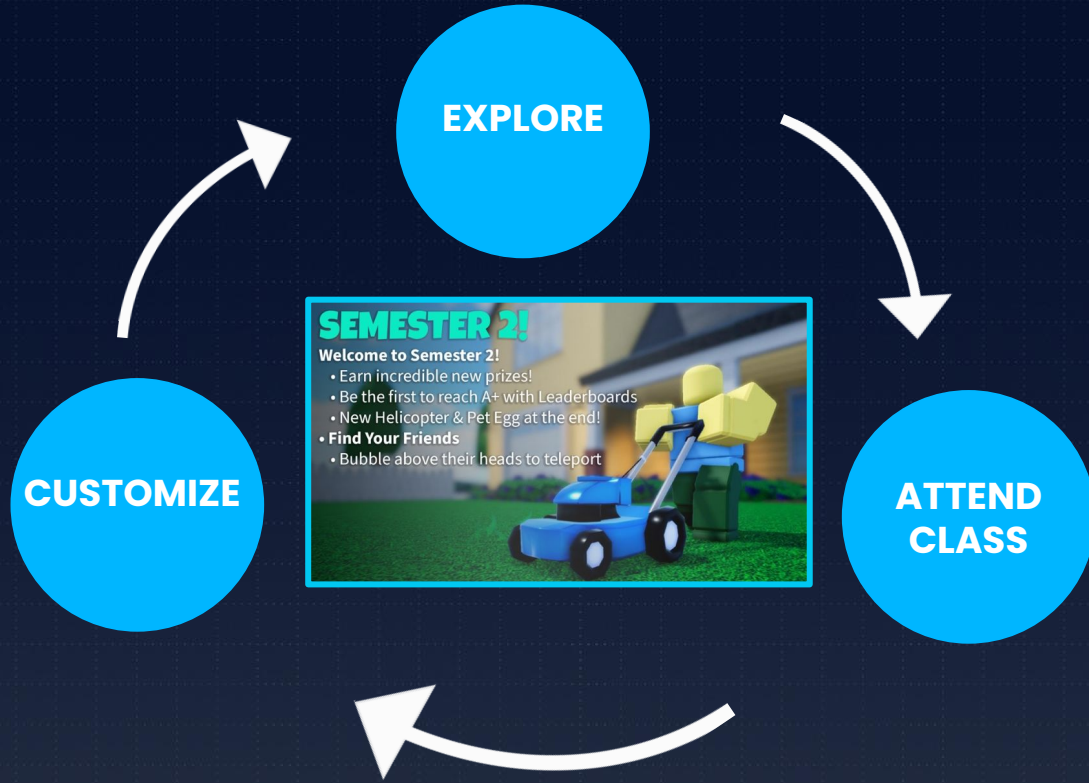 EXPLORE
SEMESTER 2!
Welcome to Semester 2!
• Earn incredible new prizes!
• Be the first to reach A+ with Leaderboards
• New Helicopter & Pet Egg at the end!
• Find Your Friends
• Bubble above their heads to teleport
CUSTOMIZE
ATTEND
CLASS